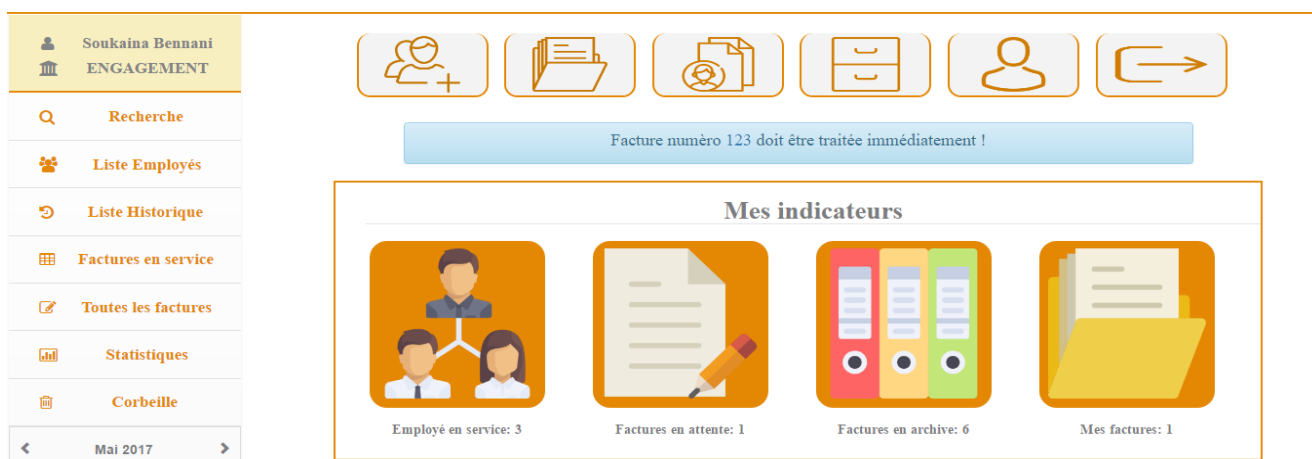 Soukaina Bennani
ENGAGEMENT
Recherche
Liste Employés
Liste Historique
Factures en service
Toutes les factures
Statistiques
Corbeille
Mai 2017
Facture numèro 123 doit être traitée immédiatement !
Mes indicateurs
Employé en service: 3
Factures en attente: 1
Factures en archive: 6
Mes factures: 1